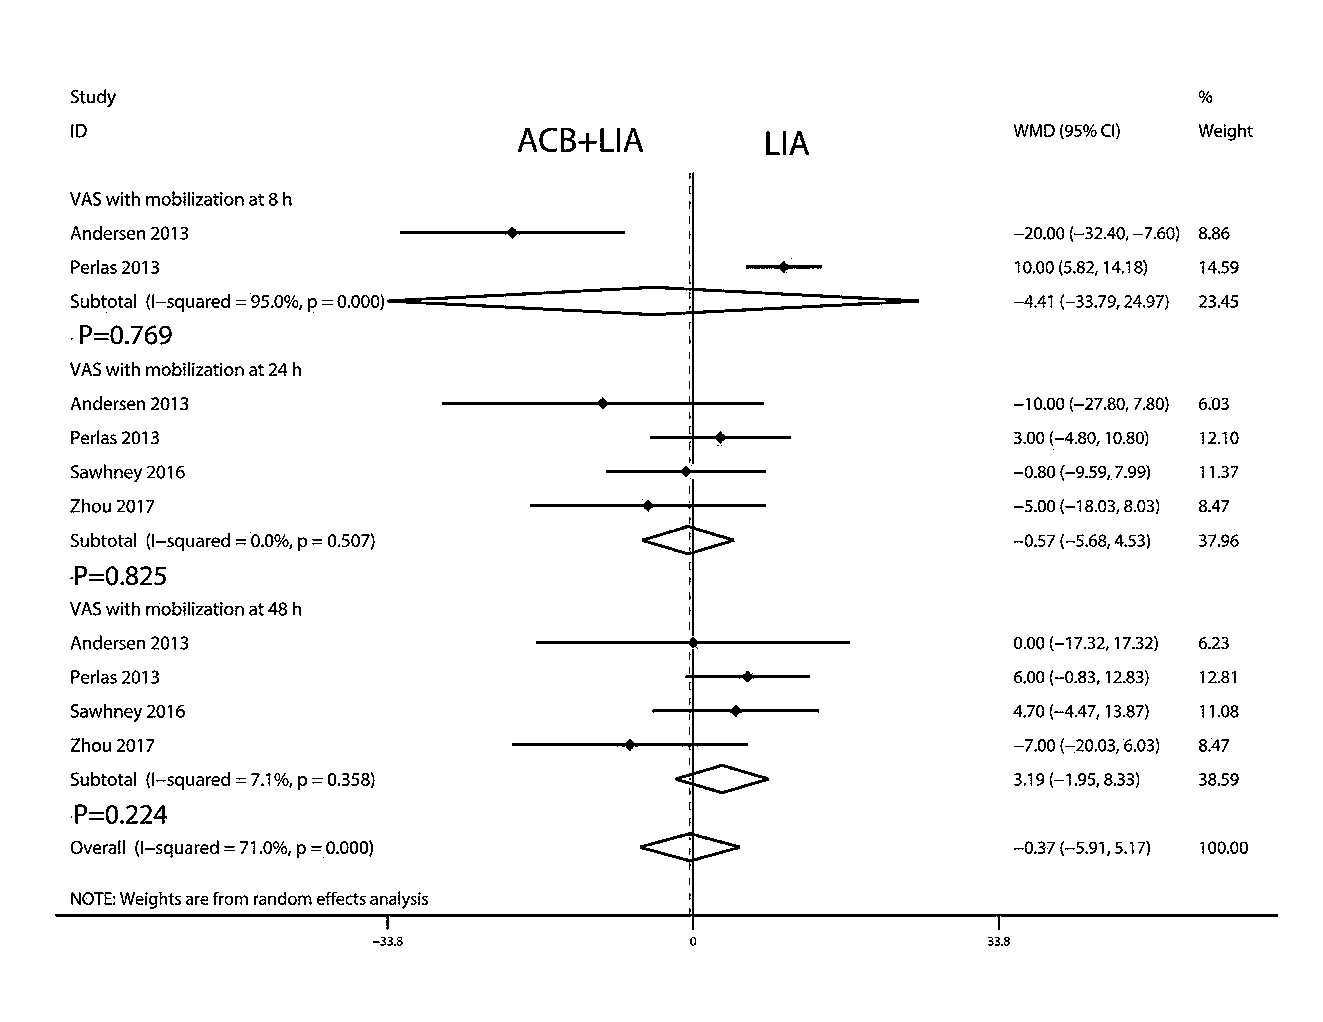 Study %
ID ACB+LIA LIA WMD (95% CI) Weight
VAS with mobilization at 8 h
Andersen 2013 −20.00 (−32.40, −7.60) 8.86
Perlas 2013 10.00 (5.82, 14.18) 14.59
Subtotal (I−squared = 95.0%, p = 0.000) −4.41 (−33.79, 24.97) 23.45
P=0.769
VAS with mobilization at 24 h
Andersen 2013 −10.00 (−27.80, 7.80) 6.03
Perlas 2013 3.00 (−4.80, 10.80) 12.10
Sawhney 2016 −0.80 (−9.59, 7.99) 11.37
Zhou 2017 −5.00 (−18.03, 8.03) 8.47
Subtotal (I−squared = 0.0%, p = 0.507) −0.57 (−5.68, 4.53) 37.96
P=0.825
VAS with mobilization at 48 h
Andersen 2013 0.00 (−17.32, 17.32) 6.23
Perlas 2013 6.00 (−0.83, 12.83) 12.81
Sawhney 2016 4.70 (−4.47, 13.87) 11.08
Zhou 2017 −7.00 (−20.03, 6.03) 8.47
Subtotal (I−squared = 7.1%, p = 0.358) 3.19 (−1.95, 8.33) 38.59
P=0.224
Overall (I−squared = 71.0%, p = 0.000) −0.37 (−5.91, 5.17) 100.00
NOTE: Weights are from random effects analysis
−33.8 0 33.8